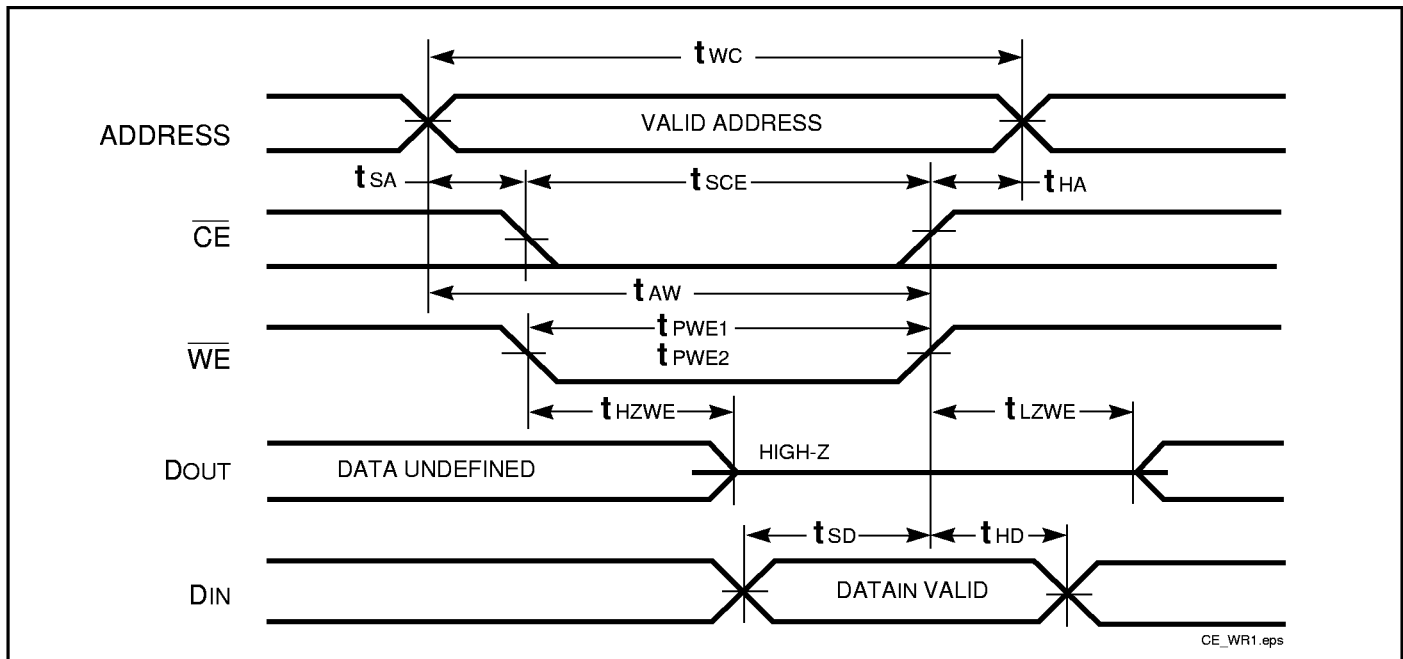 tWC
ADDRESS
VALID ADDRESS
tSA
tSCE
tHA
CE
tAW
tPWE1
WE
tPWE2
tHZWE
tLZWE
DOUT
DATA UNDEFINED
HIGH-Z
tSD
tHD
DIN
DATAIN VALID
CE_WR1.eps